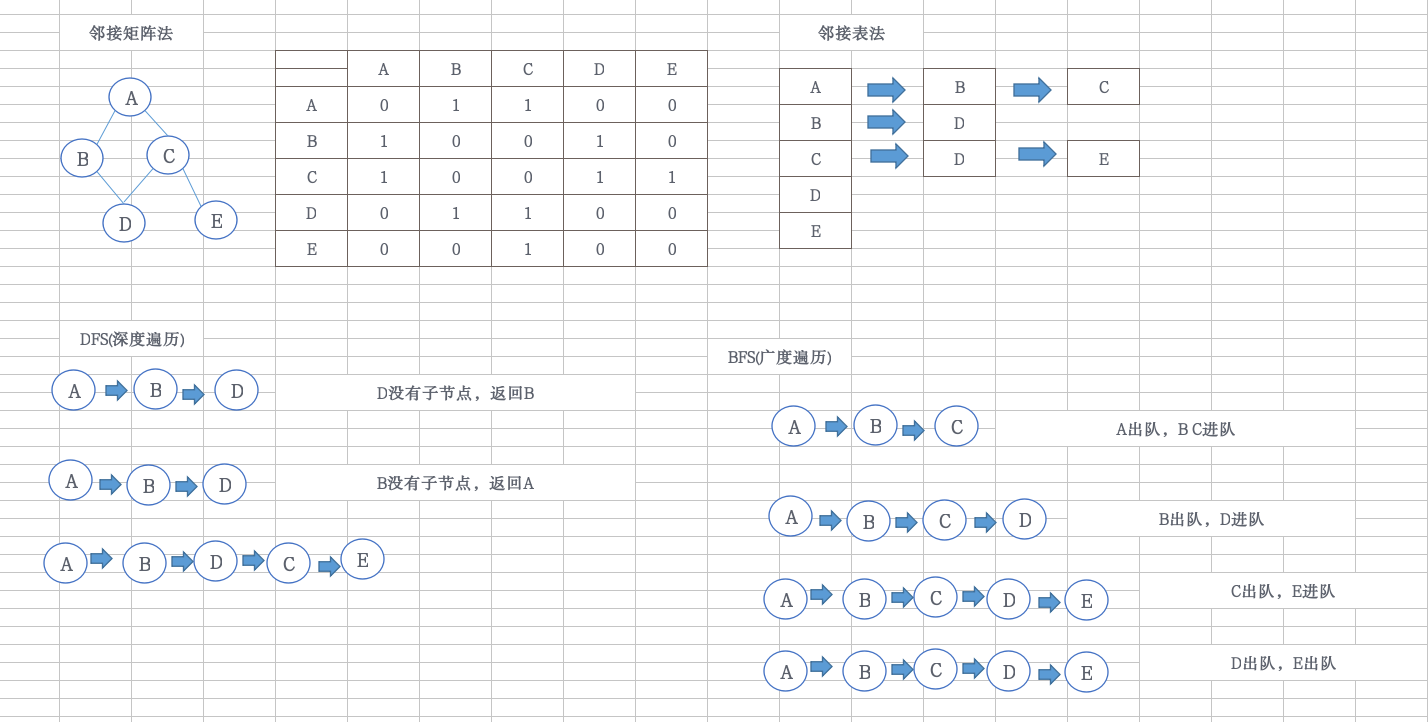 邻接矩阵法
A
B
C
D
E
A B C D E
A 0 1 1 0 0
B 1 0 0 1 0
C 1 0 0 1 1
D 0 1 1 0 0
E 0 0 1 0 0
邻接表法
A B C
B D
C D E
D
E
DFS(深度遍历)
A B D
D没有子节点，返回B
A B D
B没有子节点，返回A
A B D C E
BFS(广度遍历)
A B C
A出队，B C进队
A B C D
B出队，D进队
A B C D E
C出队，E进队
A B C D E
D出队，E出队